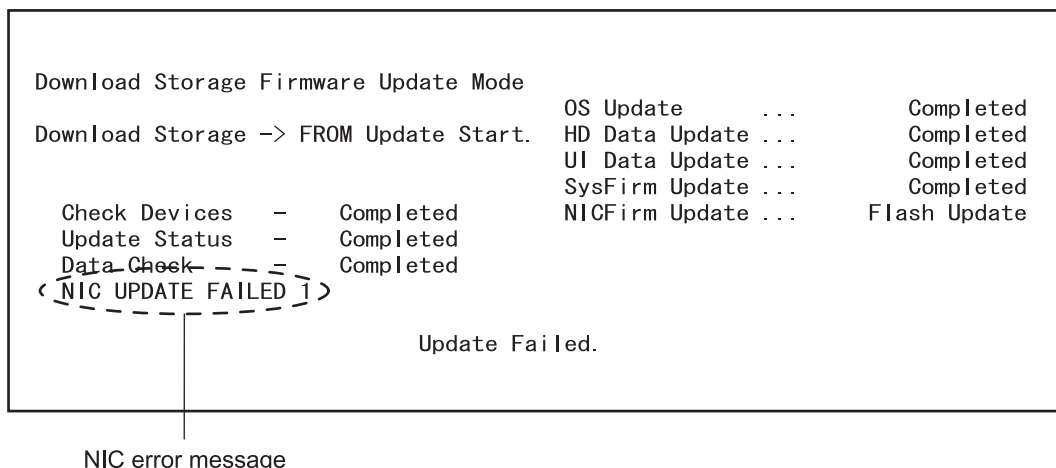 Download Storage Firmware Update Mode
Download Storage -> FROM Update Start.
OS Update ... Completed
HD Data Update ... Completed
UI Data Update ... Completed
SysFirm Update ... Completed
NICFirm Update ... Flash Update
Check Devices - Completed
Update Status - Completed
Data Check - Completed
NIC UPDATE FAILED 1
Update Failed.
NIC error message